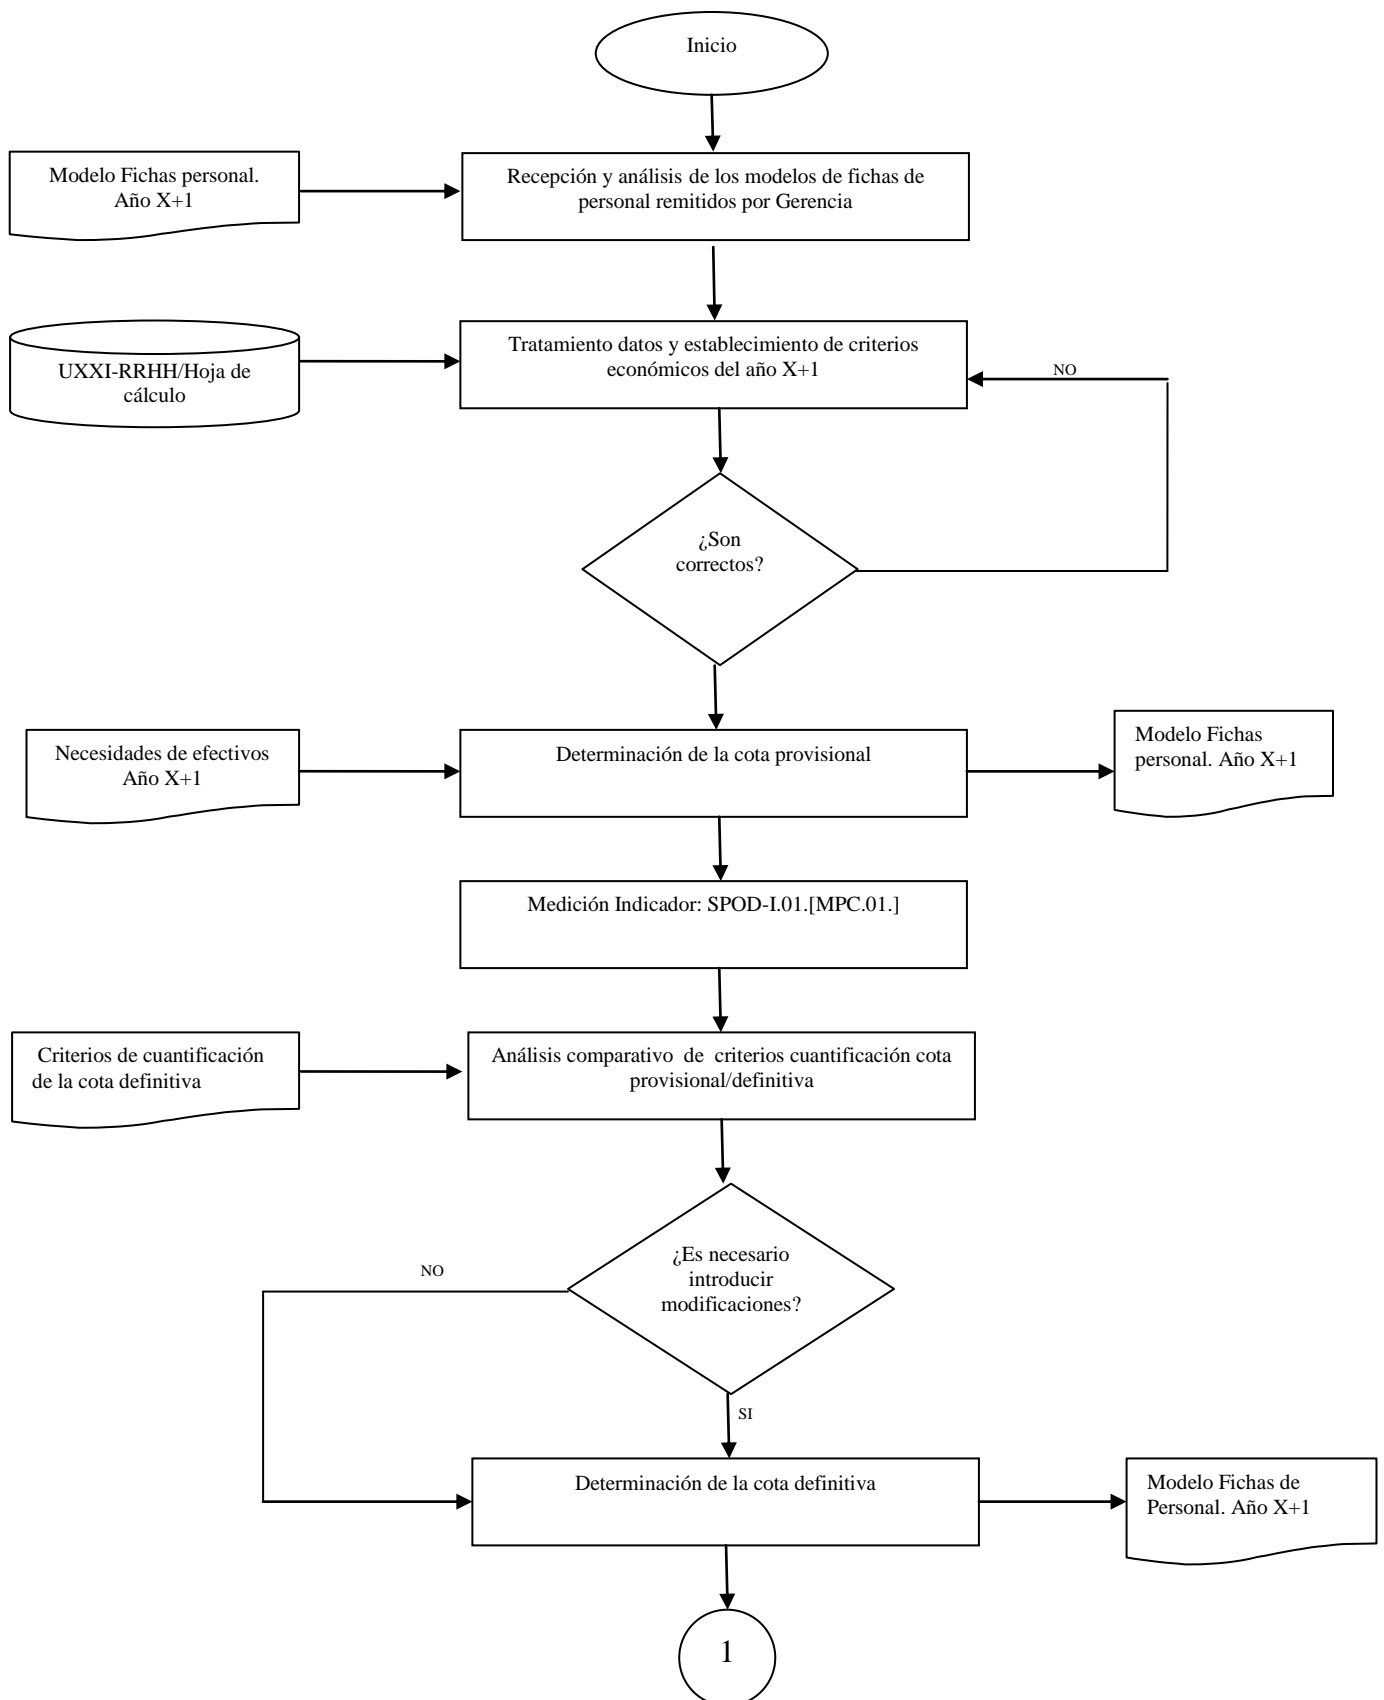 Inicio
Modelo Fichas personal.
Año X+1
Recepción y análisis de los modelos de fichas de
personal remitidos por Gerencia
UXXI-RRHH/Hoja de
cálculo
Tratamiento datos y establecimiento de criterios
económicos del año X+1
NO
¿Son
correctos?
Necesidades de efectivos
Año X+1
Determinación de la cota provisional
Modelo Fichas
personal. Año X+1
Medición Indicador: SPOD-I.01.[MPC.01.]
Criterios de cuantificación
de la cota definitiva
Análisis comparativo de criterios cuantificación cota
provisional/definitiva
¿Es necesario
introducir
modificaciones?
NO
SI
Determinación de la cota definitiva
Modelo Fichas de
Personal. Año X+1
1